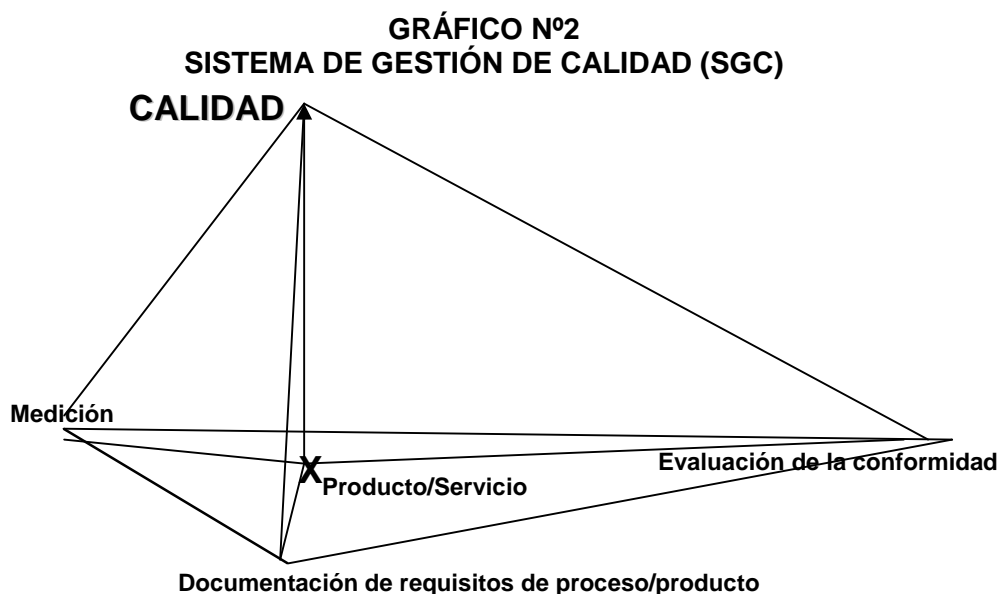 GRÁFICO Nº2
SISTEMA DE GESTIÓN DE CALIDAD (SGC)
CALIDAD
Medición
Evaluación de la conformidad
X
Producto/Servicio
Documentación de requisitos de proceso/producto